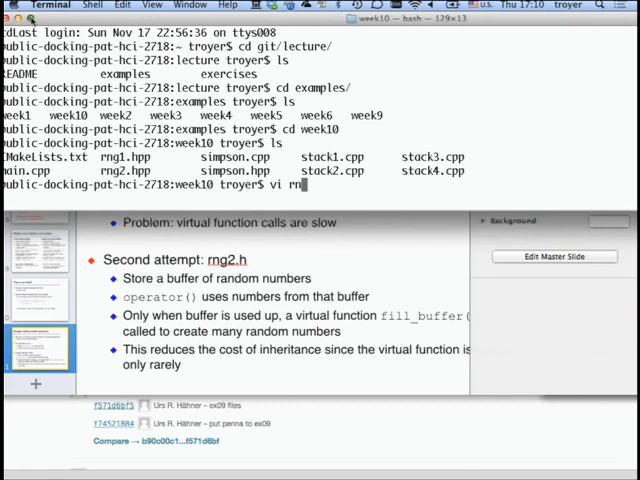 Terminal Shell Edit View Window Help U.S. Thu 17:10 troyer
week10 — bash — 129×13
cdLast login: Sun Nov 17 22:56:36 on ttys008
public-docking-pat-hci-2718:~ troyer$ cd git/lecture/
public-docking-pat-hci-2718:lecture troyer$ ls
README examples exercises
public-docking-pat-hci-2718:lecture troyer$ cd examples/
public-docking-pat-hci-2718:examples troyer$ ls
week1 week10 week2 week3 week4 week5 week6 week9
public-docking-pat-hci-2718:examples troyer$ cd week10
public-docking-pat-hci-2718:week10 troyer$ ls
CMakeLists.txt rng1.hpp simpson.cpp stack1.cpp stack3.cpp
main.cpp rng2.hpp simpson.hpp stack2.cpp stack4.cpp
public-docking-pat-hci-2718:week10 troyer$ vi rn
Problem: virtual function calls are slow
Background
Edit Master Slide
Second attempt: rng2.h
Store a buffer of random numbers
operator() uses numbers from that buffer
Only when buffer is used up, a virtual function fill_buffer(
called to create many random numbers
This reduces the cost of inheritance since the virtual function is
only rarely
f571d6bf5 Urs R. Hähner – ex09 files
f74521884 Urs R. Hähner – put penna to ex09
Compare → b90c00c1...f571d6bf